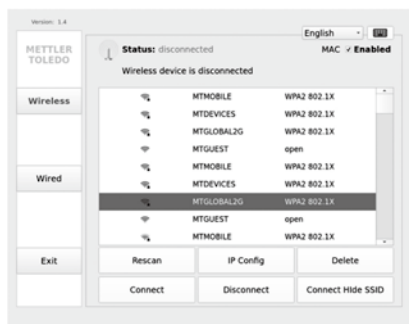 Version: 1.4
English
METTLER
TOLEDO
Status: disconnected
MAC ✓ Enabled
Wireless device is disconnected
Wireless
Wired
Exit
MTMOBILE WPA2 802.1X
MTDEVICES WPA2 802.1X
MTGLOBAL2G WPA2 802.1X
MTGUEST open
MTMOBILE WPA2 802.1X
MTDEVICES WPA2 802.1X
MTGLOBAL2G WPA2 802.1X
MTGUEST open
MTMOBILE WPA2 802.1X
Rescan IP Config Delete
Connect Disconnect Connect Hide SSID